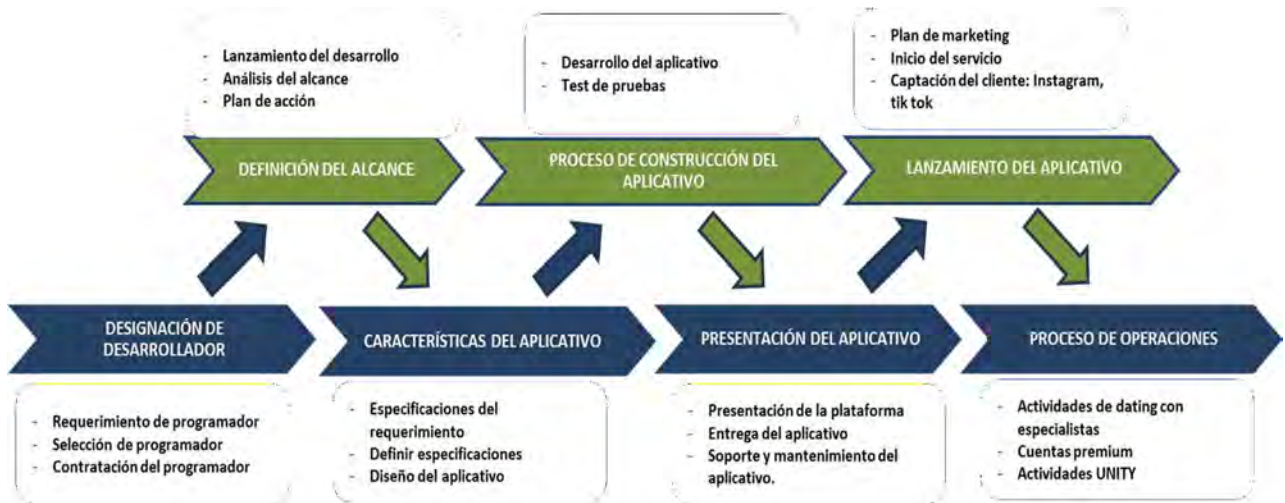 - Lanzamiento del desarrollo
- Análisis del alcance
- Plan de acción
- Desarrollo del aplicativo
- Test de pruebas
- Plan de marketing
- Inicio del servicio
- Captación del cliente: Instagram,
tik tok
DEFINICIÓN DEL ALCANCE
PROCESO DE CONSTRUCCIÓN DEL
APLICATIVO
LANZAMIENTO DEL APLICATIVO
DESIGNACIÓN DE
DESARROLLADOR
CARACTERÍSTICAS DEL APLICATIVO
PRESENTACIÓN DEL APLICATIVO
PROCESO DE OPERACIONES
- Requerimiento de programador
- Selección de programador
- Contratación del programador
- Especificaciones del
requerimiento
- Definir especificaciones
- Diseño del aplicativo
- Presentación de la plataforma
- Entrega del aplicativo
- Soporte y mantenimiento del
aplicativo.
- Actividades de dating con
especialistas
- Cuentas premium
- Actividades UNITY